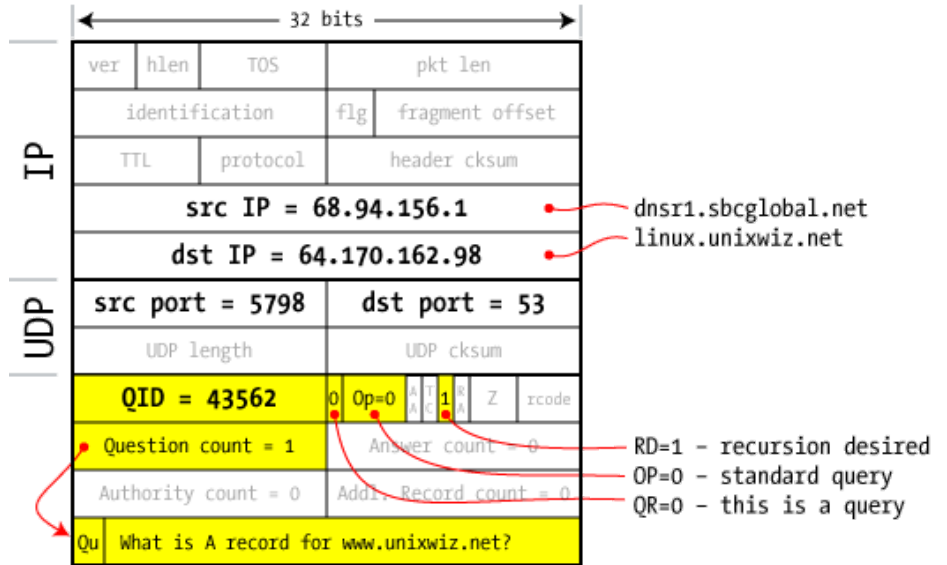 32 bits
IP
ver hlen TOS pkt len
identification flg fragment offset
TTL protocol header cksum
src IP = 68.94.156.1
dnsr1.sbcglobal.net
dst IP = 64.170.162.98
linux.unixwiz.net
UDP
src port = 5798 dst port = 53
UDP length UDP cksum
QID = 43562 0 Op=0 AA TC 1 RA Z rcode
Question count = 1 Answer count = 0
RD=1 – recursion desired
OP=0 – standard query
Authority count = 0 Addl. Record count = 0
QR=0 – this is a query
Qu What is A record for www.unixwiz.net?